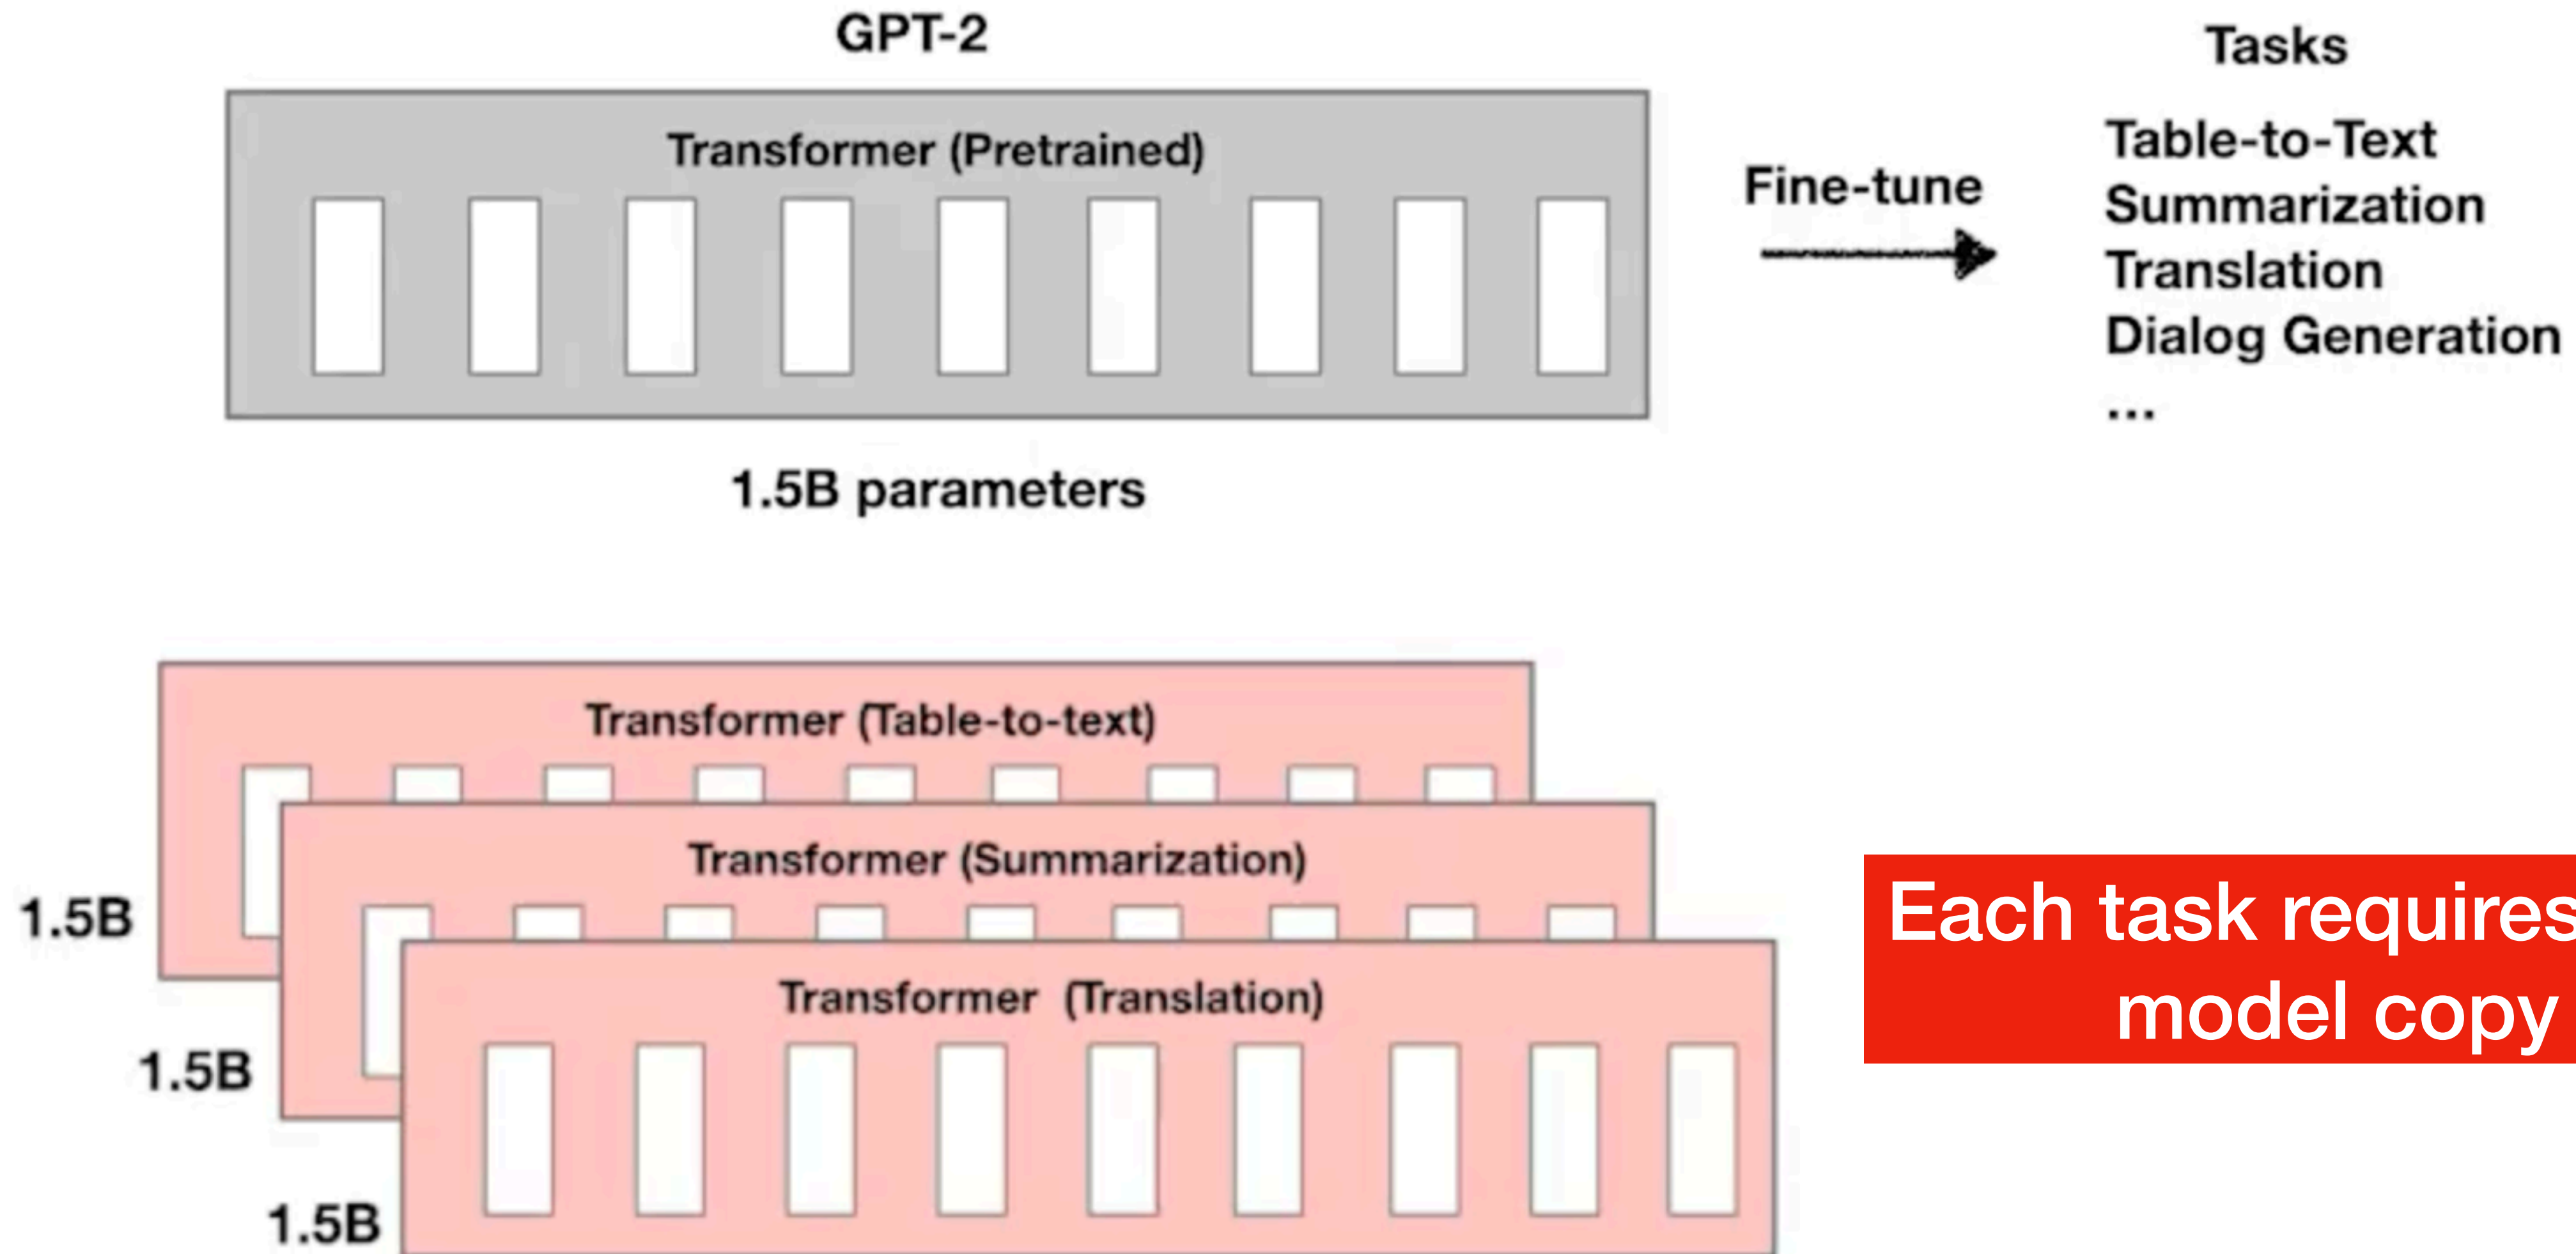 GPT-2
Transformer (Pretrained)
1.5B parameters
Fine-tune
Tasks
Table-to-Text
Summarization
Translation
Dialog Generation
...
Transformer (Table-to-text)
1.5B
Transformer (Summarization)
1.5B
Transformer (Translation)
1.5B
Each task requires
model copy